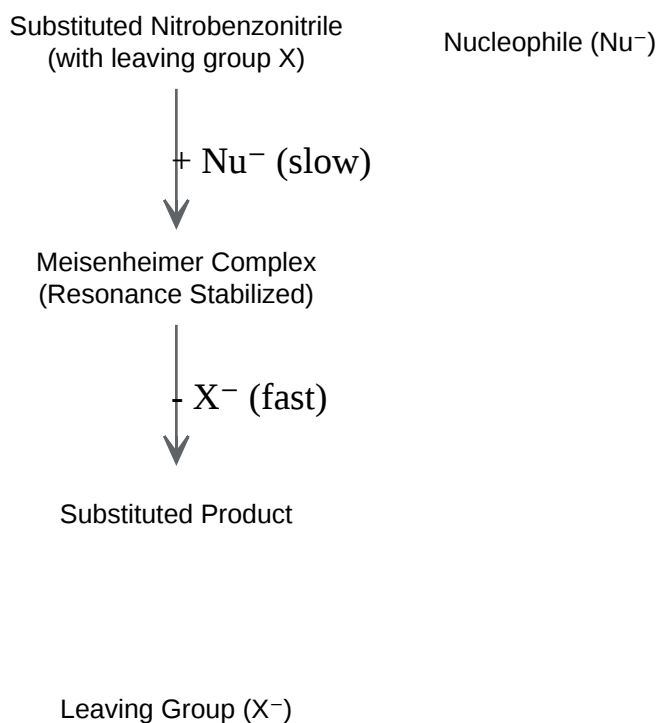 Substituted Nitrobenzonitrile
(with leaving group X)
Nucleophile (Nu⁻)
+ Nu⁻ (slow)
Meisenheimer Complex
(Resonance Stabilized)
- X⁻ (fast)
Substituted Product
Leaving Group (X⁻)